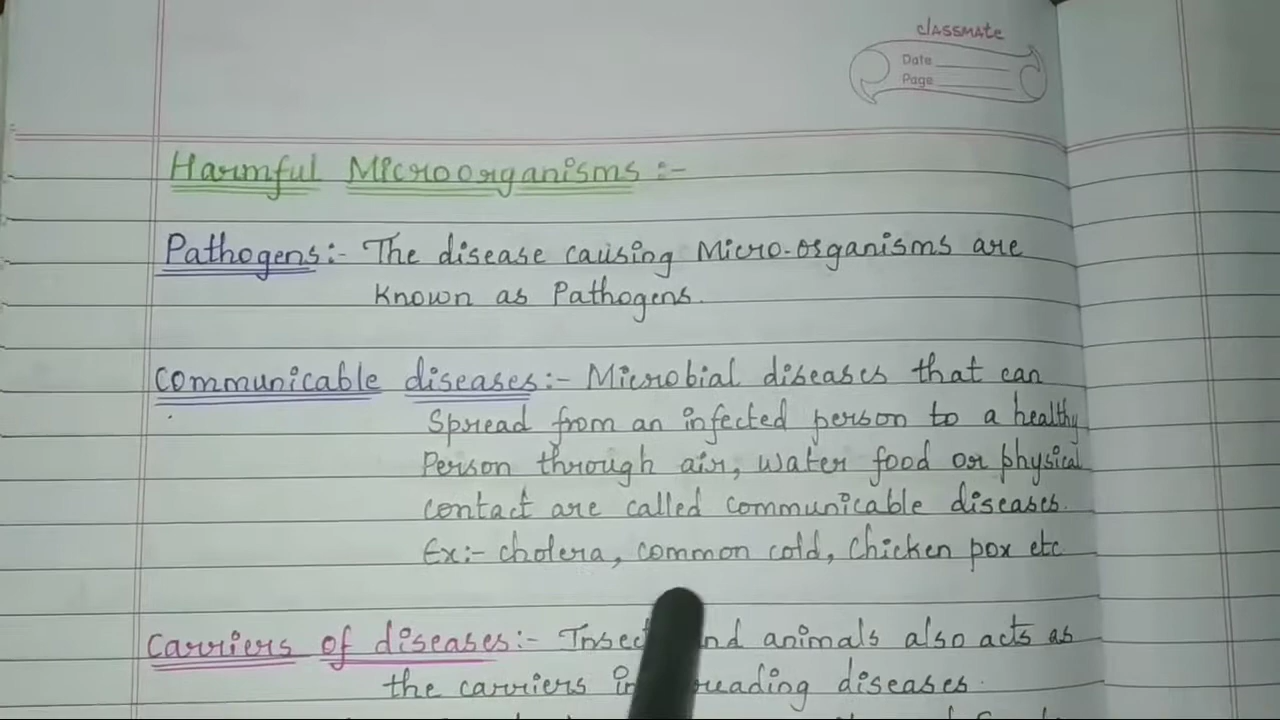 classmate
Date
Page
Harmful Microorganisms :-
Pathogens:- The disease causing Micro-organisms are
Known as Pathogens.
Communicable diseases:- Microbial diseases that can
Spread from an infected person to a healthy
Person through air, water food or physical
contact are called communicable diseases.
Ex:- cholera, common cold, chicken pox etc
Carriers of diseases:- animals also acts as
the carriers diseases.